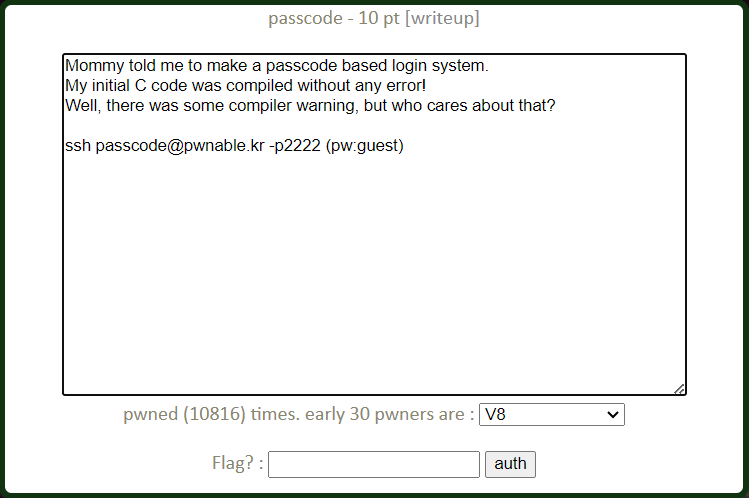 passcode - 10 pt [writeup]
Mommy told me to make a passcode based login system.
My initial C code was compiled without any error!
Well, there was some compiler warning, but who cares about that?
ssh passcode@pwnable.kr -p2222 (pw:guest)
pwned (10816) times. early 30 pwners are : V8
Flag? : auth